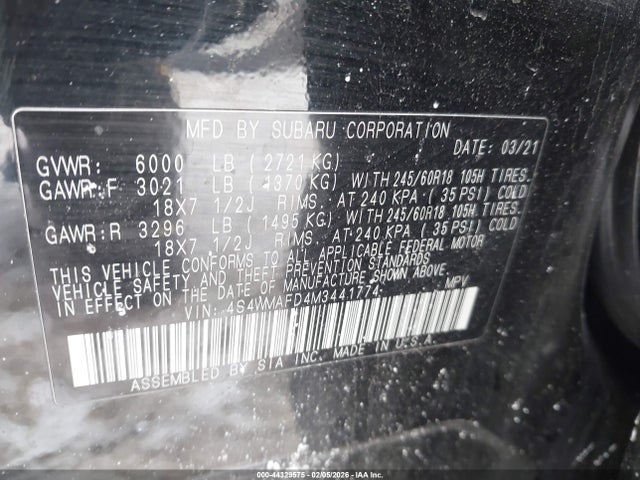 MFD BY SUBARU CORPORATION
DATE: 03/21
GVWR: 6000 LB ( 2721 KG)
GAWR:F 3021 LB ( 1370 KG) WITH 245/60R18 105H TIRES,
18X7 1/2J RIMS, AT 240 KPA ( 35 PSI) COLD
GAWR:R 3296 LB ( 1495 KG) WITH 245/60R18 105H TIRES,
18X7 1/2J RIMS, AT 240 KPA ( 35 PSI) COLD
THIS VEHICLE CONFORMS TO ALL APPLICABLE FEDERAL MOTOR
VEHICLE SAFETY AND THEFT PREVENTION STANDARDS
IN EFFECT ON THE DATE OF MANUFACTURE SHOWN ABOVE.
VIN: 4S4WMAFD4M3441774 MPV
ASSEMBLED BY SIA INC. MADE IN U.S.A.
000-44329575 - 02/05/2026 - IAA Inc.